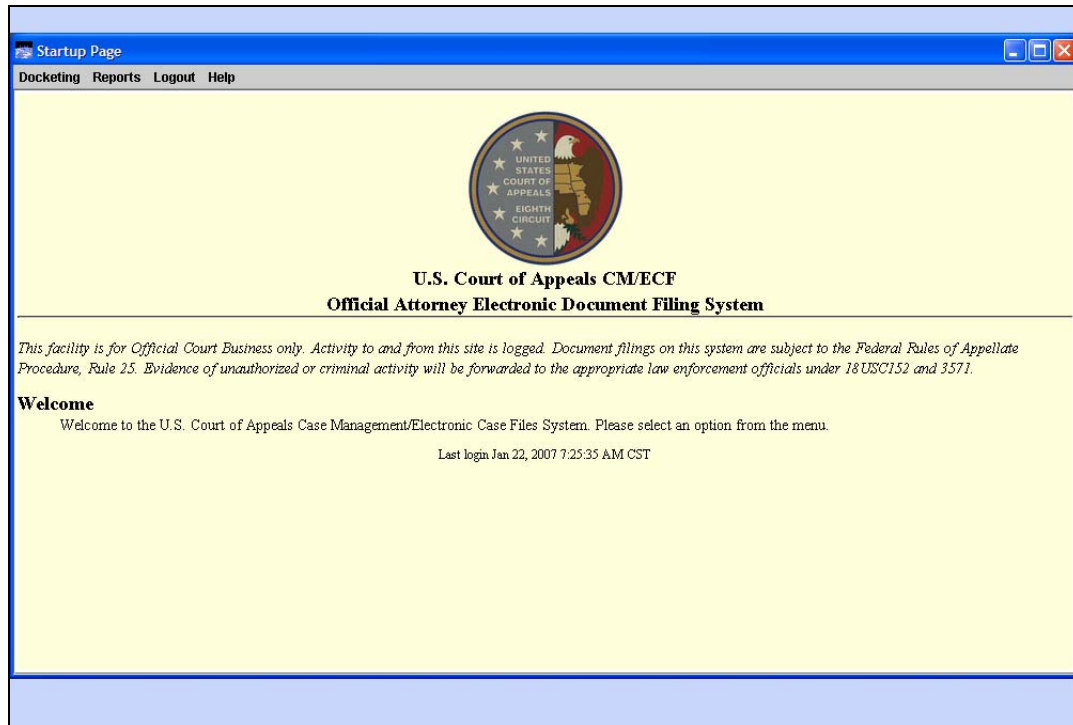 Startup Page
Docketing Reports Logout Help
UNITED
STATES
COURT OF
APPEALS
EIGHTH
CIRCUIT
U.S. Court of Appeals CM/ECF
Official Attorney Electronic Document Filing System
This facility is for Official Court Business only. Activity to and from this site is logged. Document filings on this system are subject to the Federal Rules of Appellate
Procedure, Rule 25. Evidence of unauthorized or criminal activity will be forwarded to the appropriate law enforcement officials under 18USC152 and 3571.
Welcome
Welcome to the U.S. Court of Appeals Case Management/Electronic Case Files System. Please select an option from the menu.
Last login Jan 22, 2007 7:25:35 AM CST